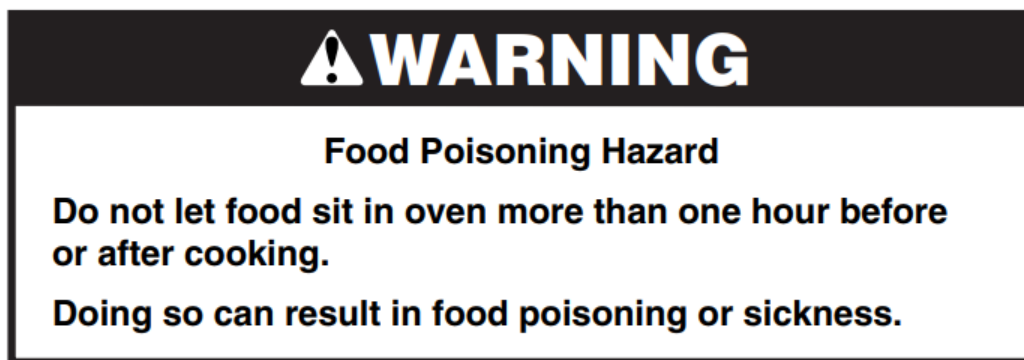 WARNING
Food Poisoning Hazard
Do not let food sit in oven more than one hour before
or after cooking.
Doing so can result in food poisoning or sickness.